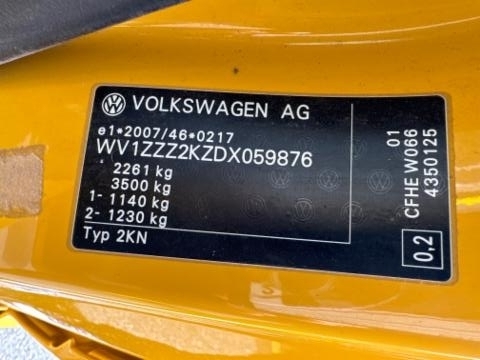 VOLKSWAGEN AG
e1*2007/46*0217
WV1ZZZ2KZDX059876
2261 kg
3500 kg
1- 1140 kg
2- 1230 kg
Typ 2KN
01
CFHE W066
4350125
0,2